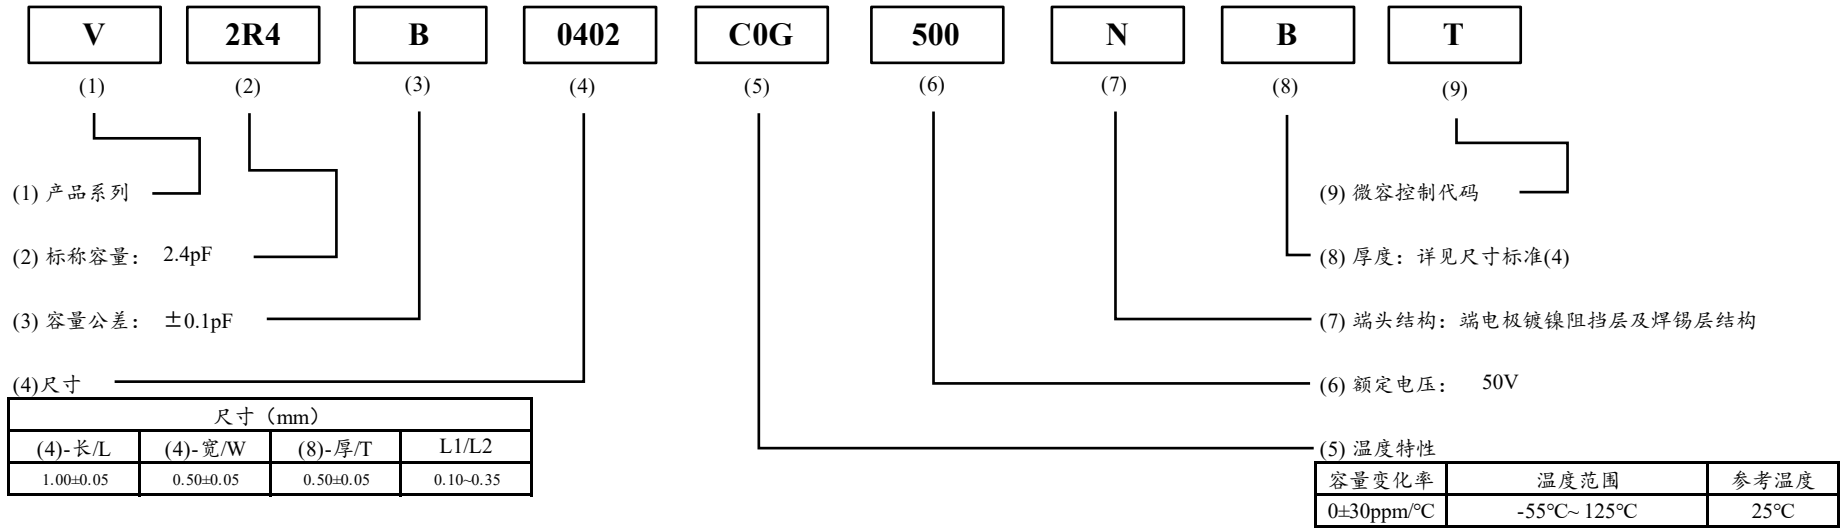 V 2R4 B 0402 C0G 500 N B T
(1) (2) (3) (4) (5) (6) (7) (8) (9)
(1) 产品系列
(9) 微容控制代码
(2) 标称容量： 2.4pF
(8) 厚度：详见尺寸标准(4)
(3) 容量公差： ±0.1pF
(7) 端头结构：端电极镀镍阻挡层及焊锡层结构
(4)尺寸
(6) 额定电压： 50V
尺寸（mm）
(4)-长/L (4)-宽/W (8)-厚/T L1/L2
1.00±0.05 0.50±0.05 0.50±0.05 0.10~0.35
(5) 温度特性
容量变化率 温度范围 参考温度
0±30ppm/°C -55°C~ 125°C 25°C